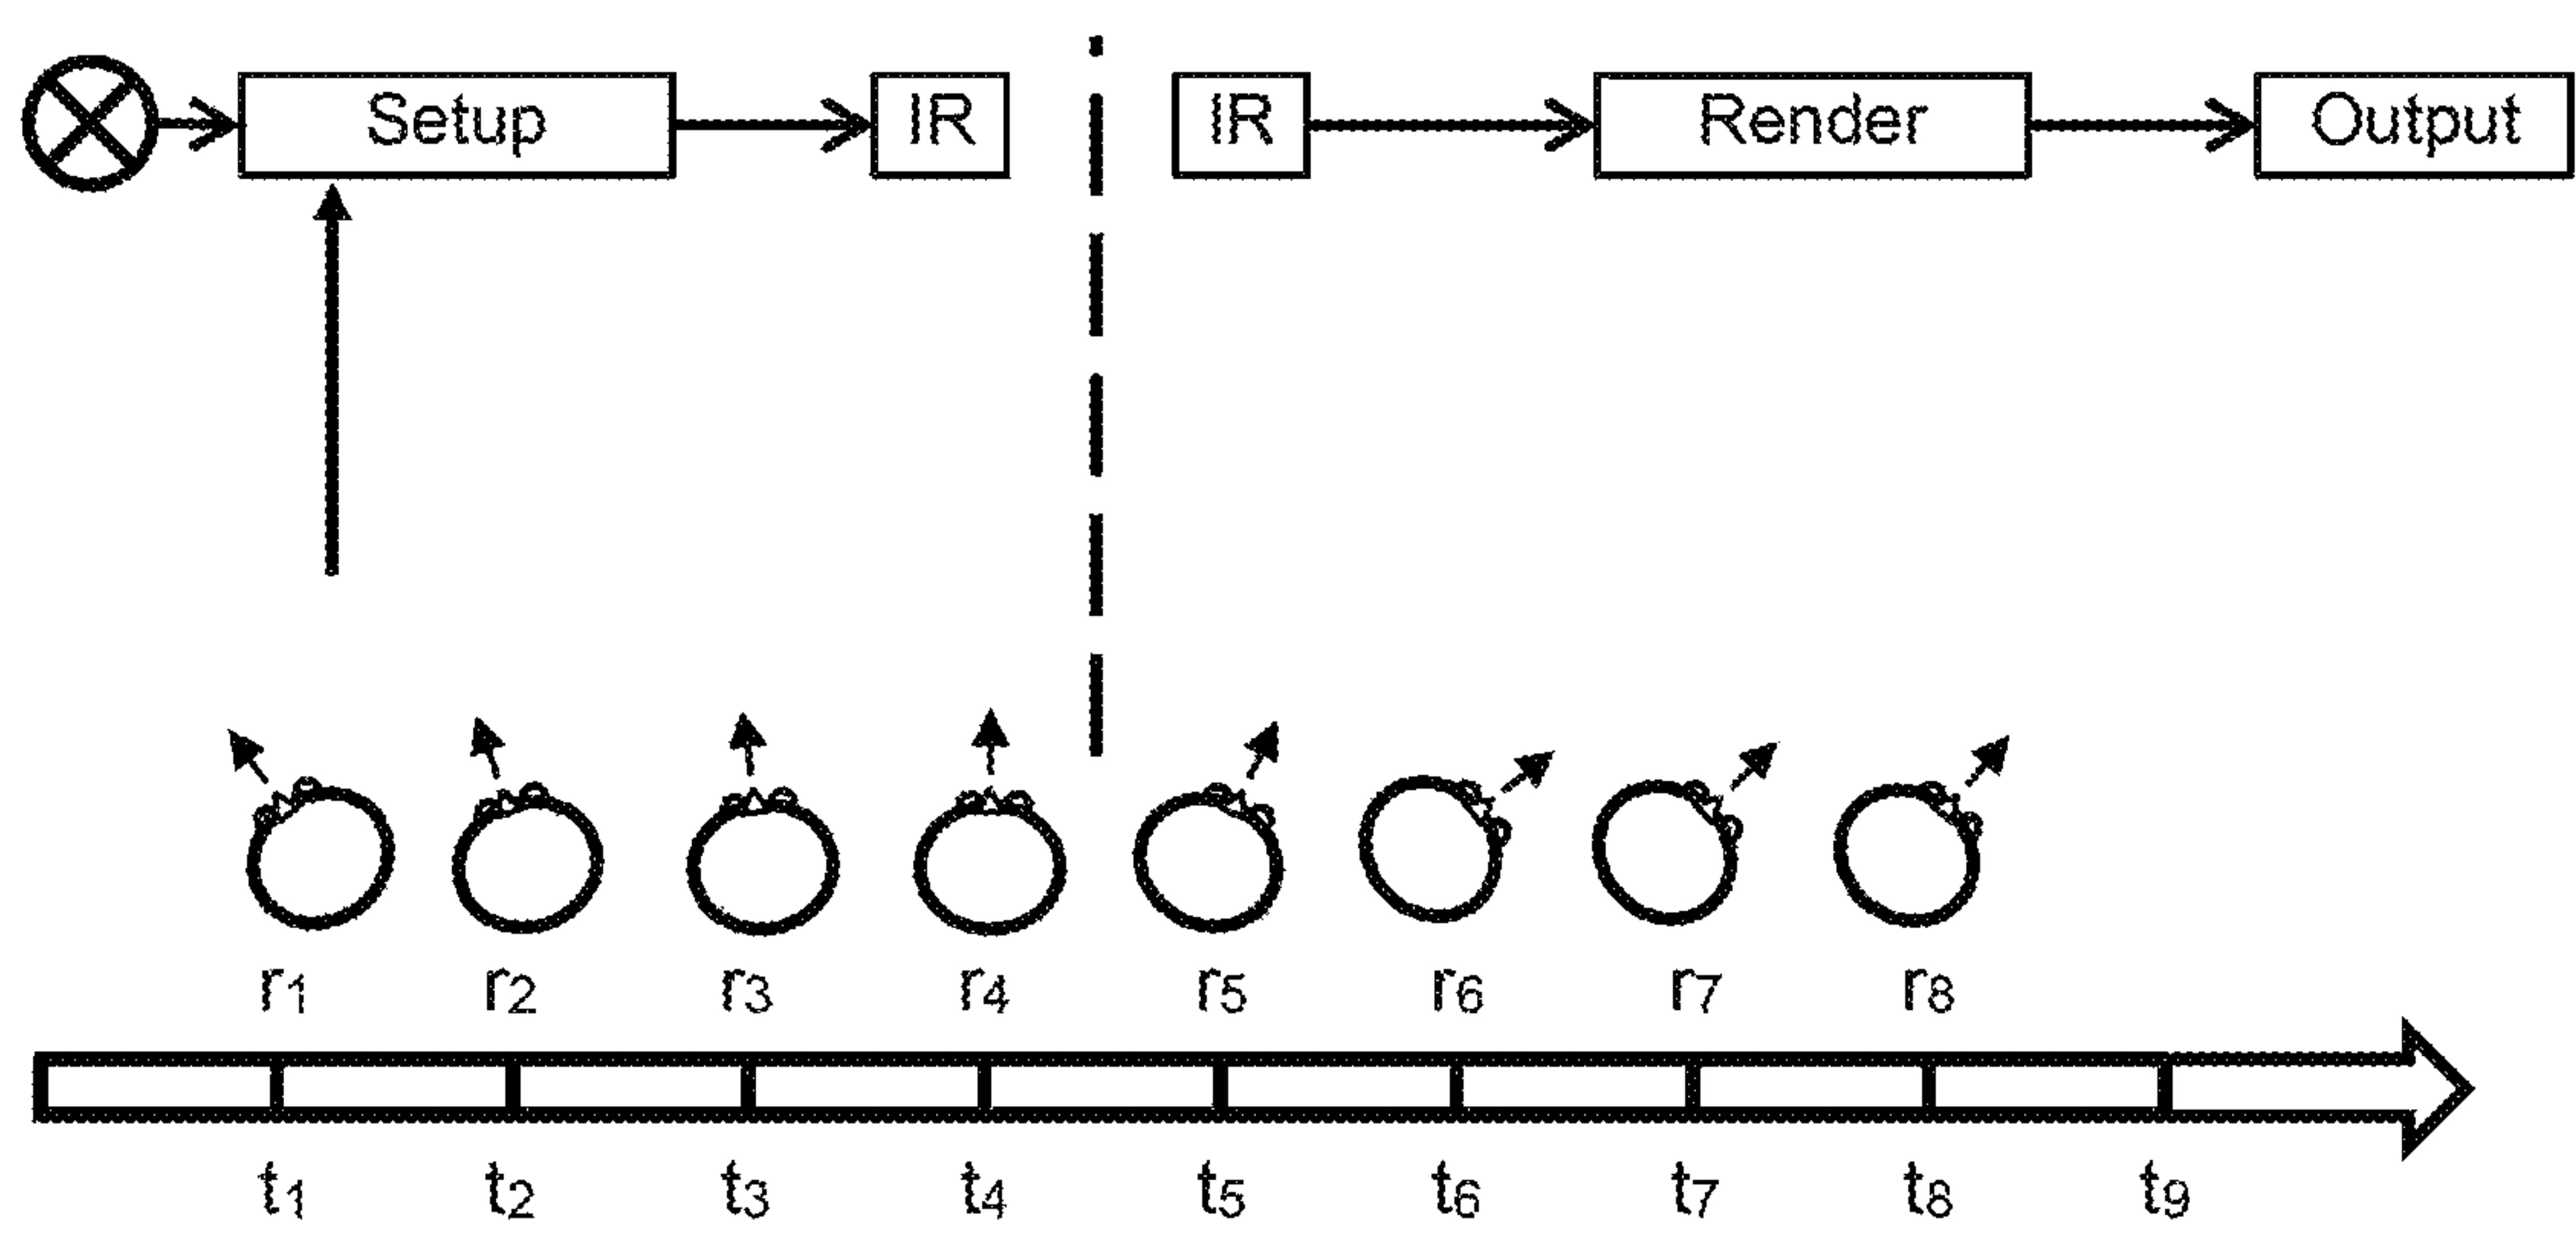 Setup IR IR Render Output
r1 r2 r3 r4 r5 r6 r7 r8
t1 t2 t3 t4 t5 t6 t7 t8 t9